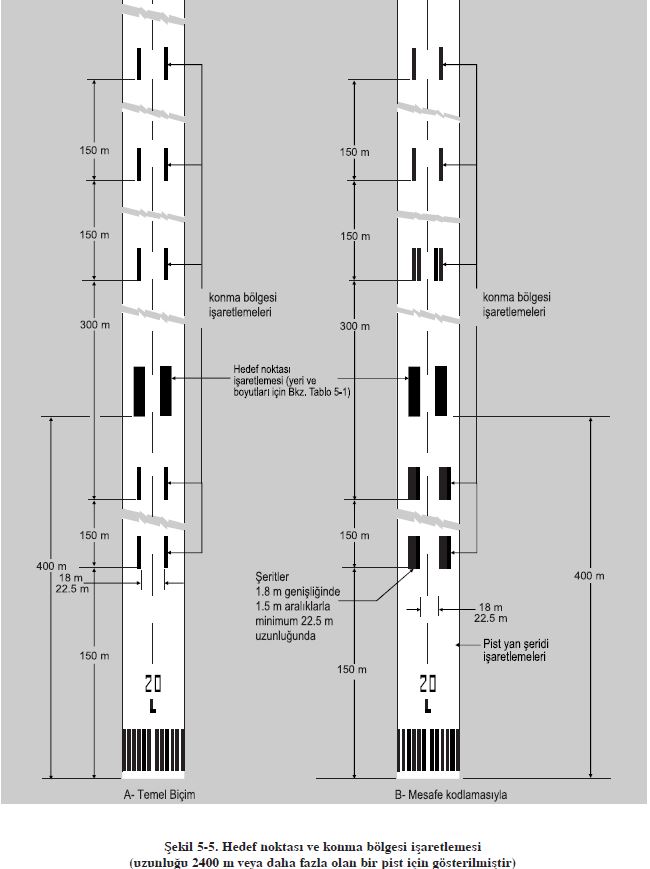 150 m
150 m
300 m
konma bölgesi
işaretlemeleri
Hedef noktası
işaretlemesi (yeri ve
boyutları için Bkz. Tablo 5-1)
150 m
400 m
18 m
22.5 m
150 m
20
L
A- Temel Biçim
150 m
150 m
300 m
konma bölgesi
işaretlemeleri
150 m
400 m
Şeritler
1.8 m genişliğinde
1.5 m aralıklarla
minimum 22.5 m
uzunluğunda
18 m
22.5 m
Pist yan şeridi
işaretlemeleri
150 m
20
L
B- Mesafe kodlamasıyla
Şekil 5-5. Hedef noktası ve konma bölgesi işaretlemesi
(uzunluğu 2400 m veya daha fazla olan bir pist için gösterilmiştir)